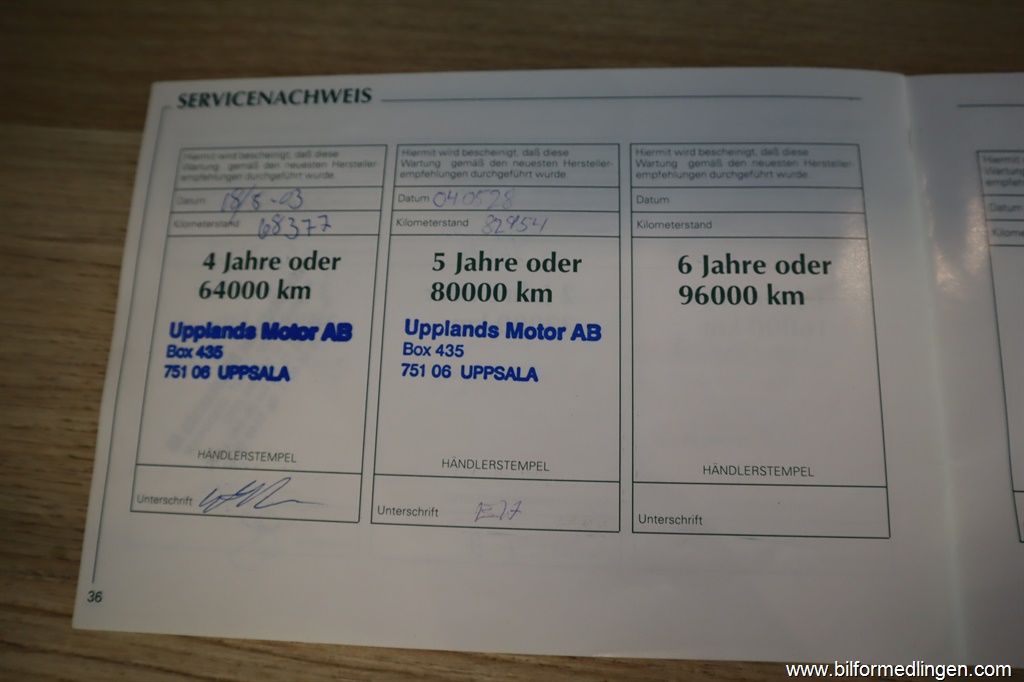 SERVICENACHWEIS
Hiermit wird bescheinigt, daß diese
Wartung gemäß den neuesten Hersteller-
empfehlungen durchgeführt wurde.
Datum 18/8-03
Kilometerstand 68377
4 Jahre oder
64000 km
Upplands Motor AB
Box 435
751 06 UPPSALA
HÄNDLERSTEMPEL
Unterschrift
Hiermit wird bescheinigt, daß diese
Wartung gemäß den neuesten Hersteller-
empfehlungen durchgeführt wurde.
Datum 040528
Kilometerstand 82954
5 Jahre oder
80000 km
Upplands Motor AB
Box 435
751 06 UPPSALA
HÄNDLERSTEMPEL
Unterschrift
Hiermit wird bescheinigt, daß diese
Wartung gemäß den neuesten Hersteller-
empfehlungen durchgeführt wurde.
Datum
Kilometerstand
6 Jahre oder
96000 km
HÄNDLERSTEMPEL
Unterschrift
36
www.bilformedlingen.com